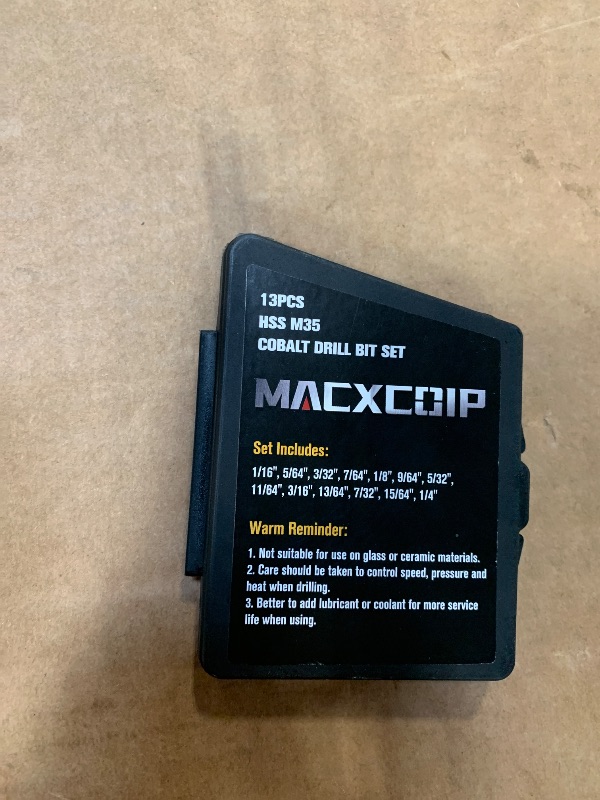 13PCS
HSS M35
COBALT DRILL BIT SET
MACXCOIP
Set Includes:
1/16", 5/64", 3/32", 7/64", 1/8", 9/64", 5/32",
11/64", 3/16", 13/64", 7/32", 15/64", 1/4"
Warm Reminder:
1. Not suitable for use on glass or ceramic materials.
2. Care should be taken to control speed, pressure and
heat when drilling.
3. Better to add lubricant or coolant for more service
life when using.